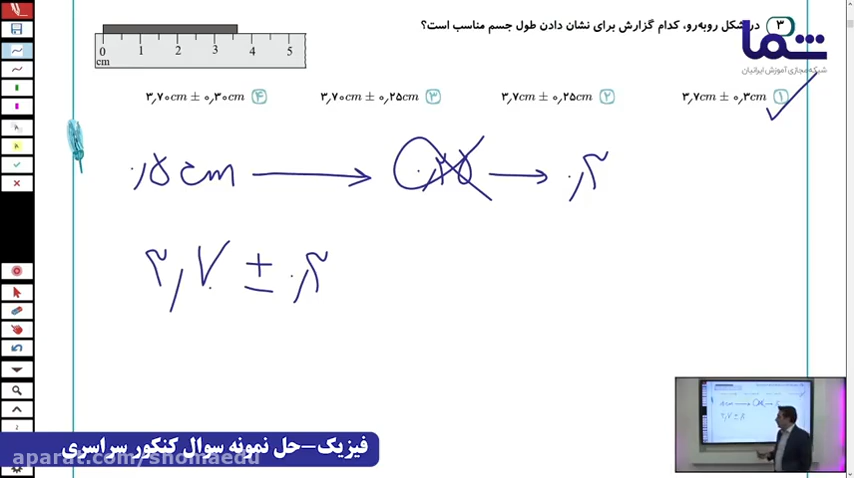 ۳ در شکل روبه‌رو، کدام گزارش برای نشان دادن طول جسم مناسب است؟
0 1 2 3 4 5
cm
شما
شبکه مجازی آموزش ایرانیان
۱ ۳٫۷cm ± ۰٫۳cm ۲ ۳٫۷cm ± ۰٫۲۵cm ۳ ۳٫۷۰cm ± ۰٫۲۵cm ۴ ۳٫۷۰cm ± ۰٫۳۰cm
۰٫۵cm → ۰٫۲۵ → ۰٫۳
۳٫۷ ± ۰٫۳
فیزیک-حل نمونه سوال کنکور سراسری
aparat.com/shomaedu